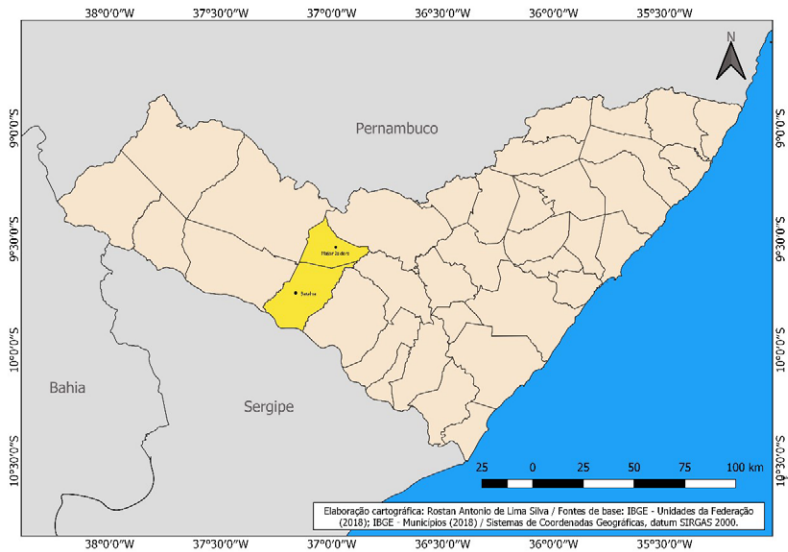 38°0'0"W 37°30'0"W 37°0'0"W 36°30'0"W 36°0'0"W 35°30'0"W
N
9°0'0"S 9°0'0"S
Pernambuco
9°30'0"S 9°30'0"S
Major
Batalha
10°0'0"S 10°0'0"S
Bahia
Sergipe
10°30'0"S 10°30'0"S
25 0 25 50 75 100 km
Elaboração cartográfica: Rostan Antonio de Lima Silva / Fontes de base: IBGE - Unidades da Federação
(2018); IBGE - Municípios (2018) / Sistemas de Coordenadas Geográficas, datum SIRGAS 2000.
38°0'0"W 37°30'0"W 37°0'0"W 36°30'0"W 36°0'0"W 35°30'0"W